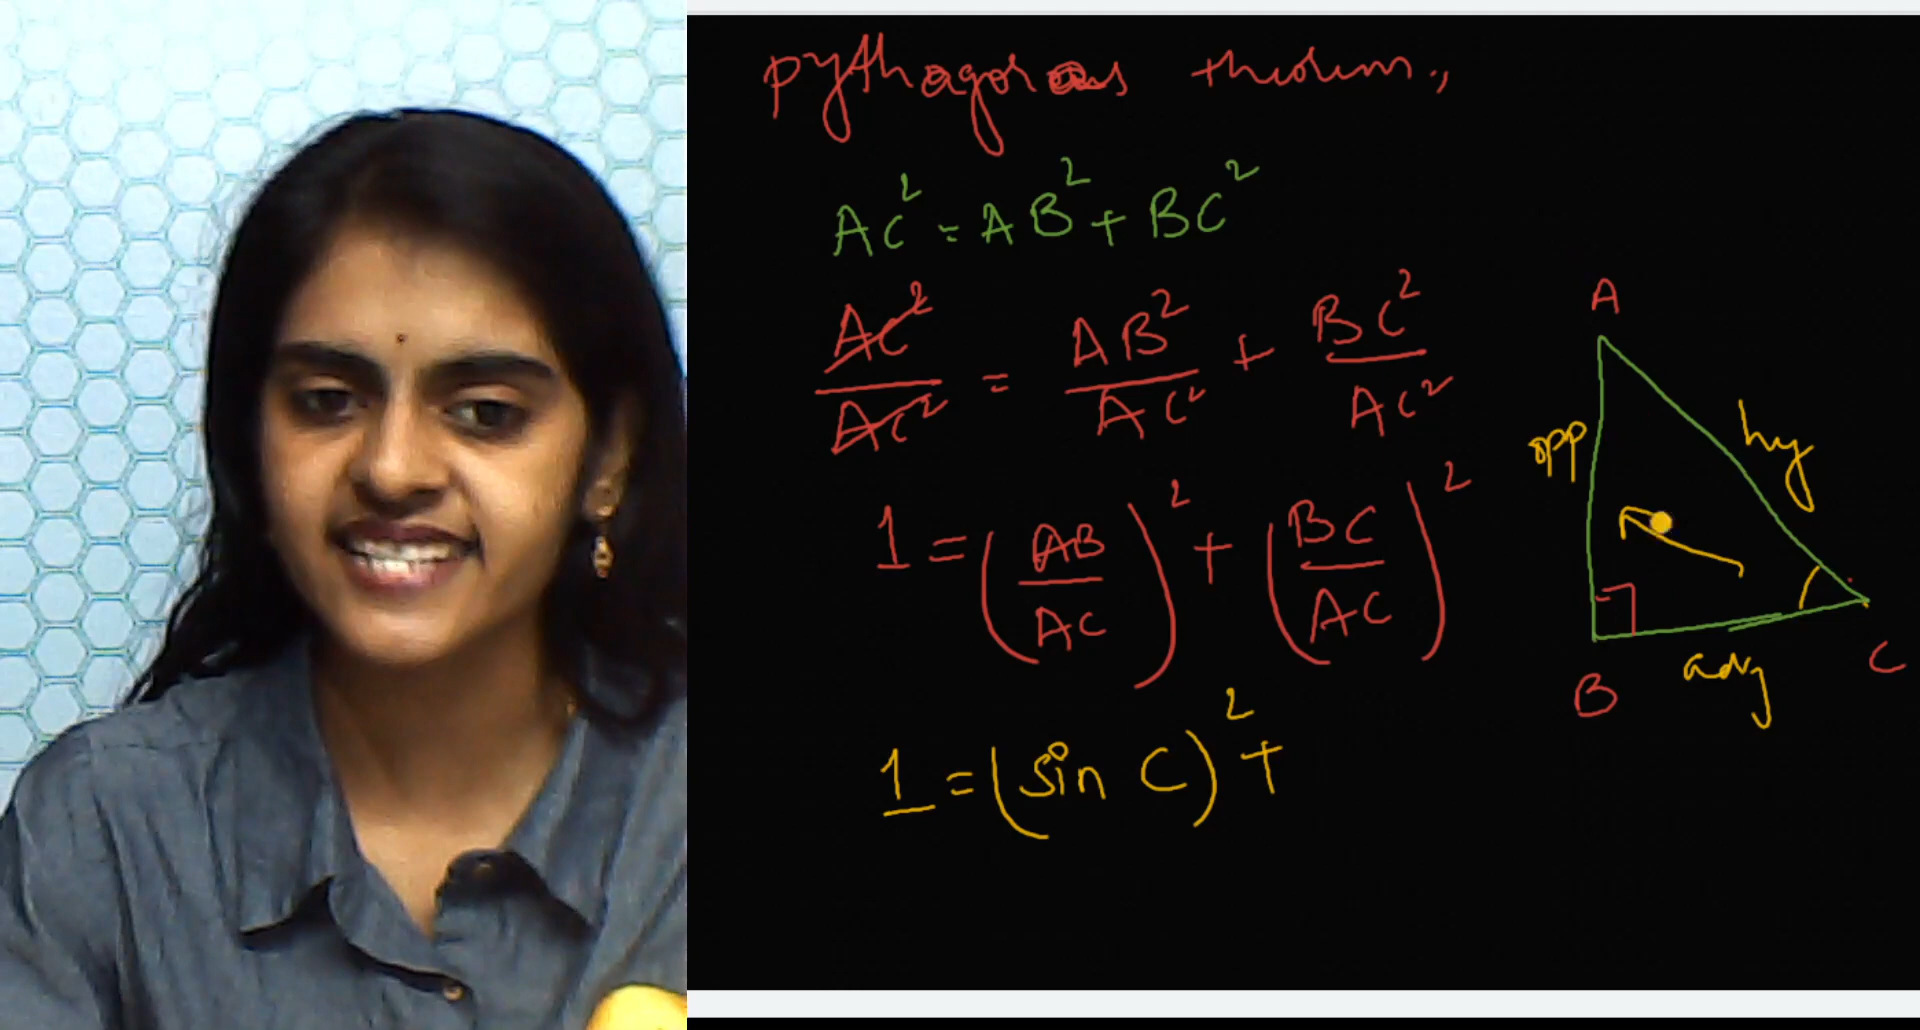 pythagoras theorem,
AC² = AB² + BC²
AC²/AC² = AB²/AC² + BC²/AC²
1 = (AB/AC)² + (BC/AC)²
1 = (sin C)² +
A
opp
hy
adj
B
C